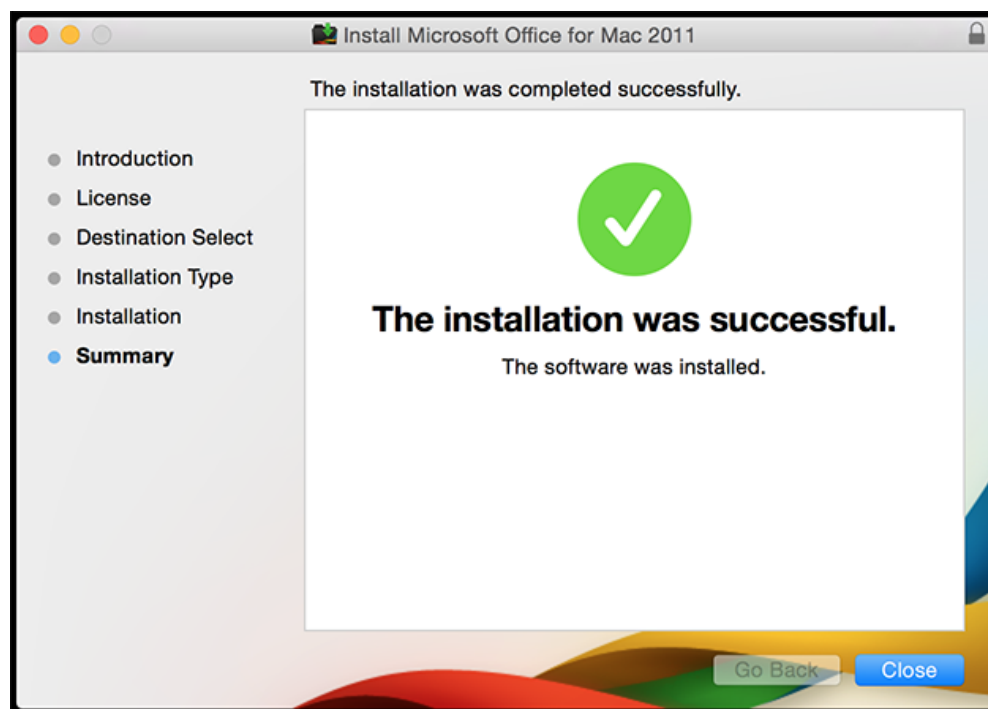 Install Microsoft Office for Mac 2011
The installation was completed successfully.
Introduction
License
Destination Select
Installation Type
Installation
Summary
The installation was successful.
The software was installed.
Go Back
Close